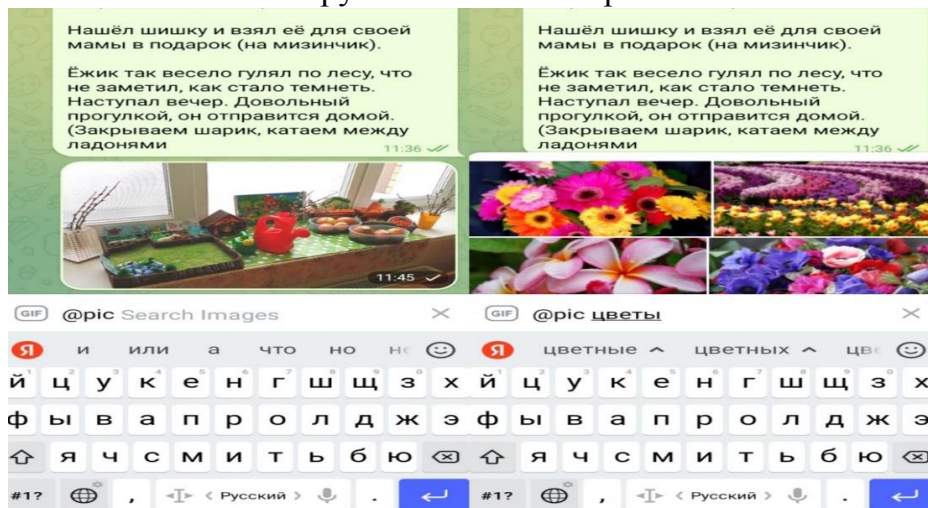 Нашёл шишку и взял её для своей
мамы в подарок (на мизинчик).
Ёжик так весело гулял по лесу, что
не заметил, как стало темнеть.
Наступал вечер. Довольный
прогулкой, он отправится домой.
(Закрываем шарик, катаем между
ладонями
11:36
11:45
GIF @pic Search Images
Я и или а что но не
й ц у к е н г ш щ з х
ф ы в а п р о л д ж э
я ч с м и т ь б ю
#1? , Русский .
Нашёл шишку и взял её для своей
мамы в подарок (на мизинчик).
Ёжик так весело гулял по лесу, что
не заметил, как стало темнеть.
Наступал вечер. Довольный
прогулкой, он отправится домой.
(Закрываем шарик, катаем между
ладонями
11:36
GIF @pic цветы
Я цветные цветных цве
й ц у к е н г ш щ з х
ф ы в а п р о л д ж э
я ч с м и т ь б ю
#1? , Русский .